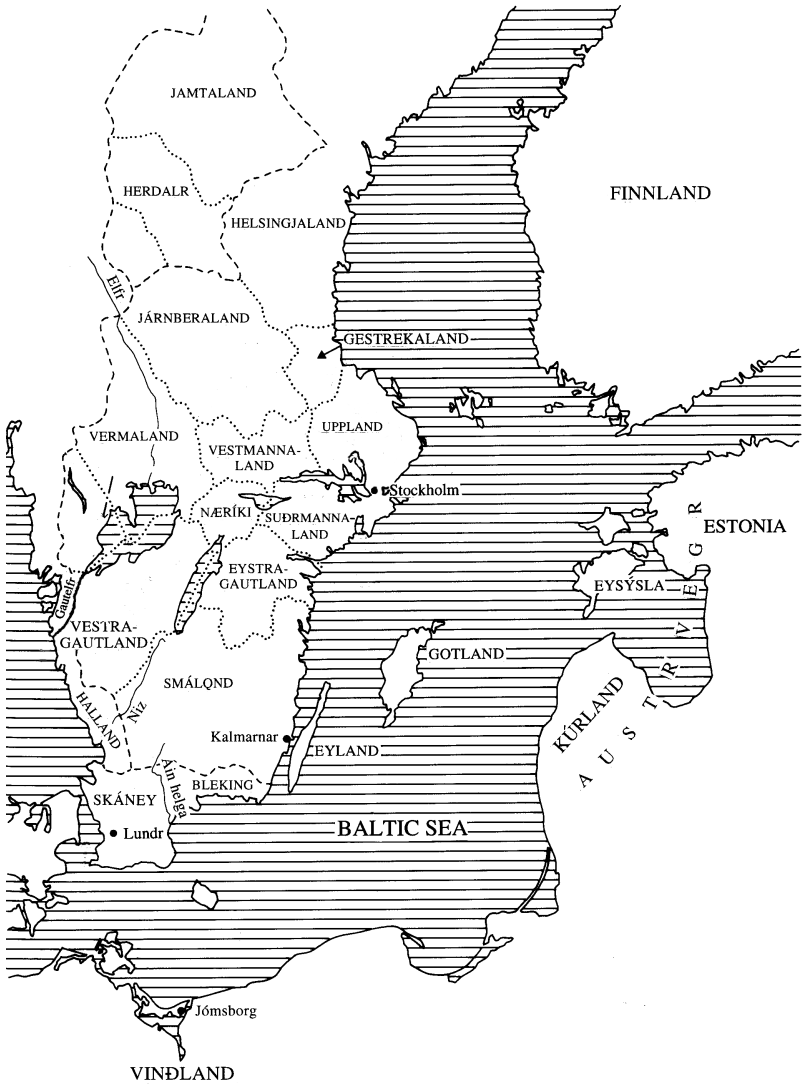 JAMTALAND
HERDALR
FINNLAND
HELSINGJALAND
Elfr
JÁRNBERALAND
GESTREKALAND
UPPLAND
VERMALAND
VESTMANNA-
LAND
Stockholm
NÆRÍKI
SUÐRMANNA-
LAND
ESTONIA
EYSTRA-
GAUTLAND
EYSÝSLA
Gautelfr
VESTRA-
GAUTLAND
GOTLAND
SMÁLǪND
HALLAND
Niz
KÚRLAND
AUSTRVEGR
Kalmarnar
EYLAND
Áin helga
BLEKING
SKÁNEY
Lundr
BALTIC SEA
Jómsborg
VINÐLAND